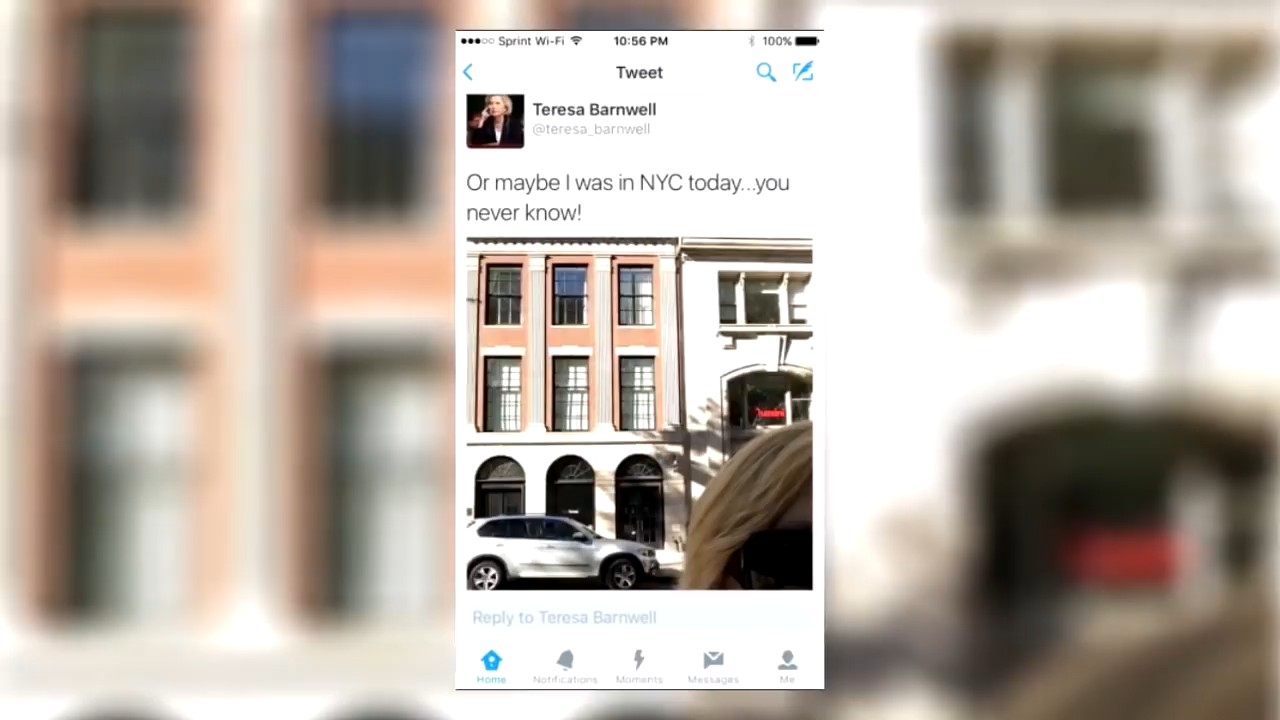 Sprint Wi-Fi 10:56 PM 100%
Tweet
Teresa Barnwell
@teresa_barnwell
Or maybe I was in NYC today...you
never know!
Reply to Teresa Barnwell
Home Notifications Moments Messages Me